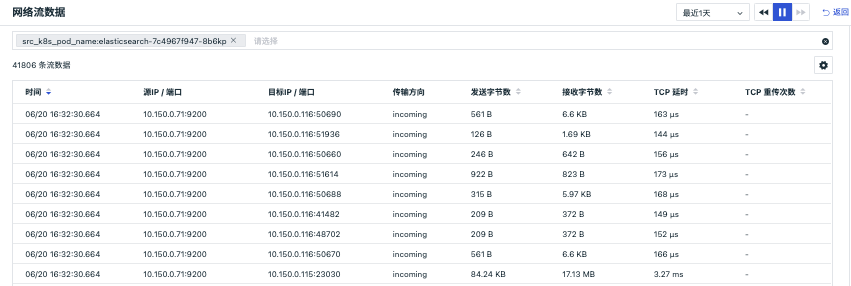 网络流数据
最近1天
返回
src_k8s_pod_name:elasticsearch-7c4967f947-8b6kp 请选择
41806 条流数据
时间 源IP / 端口 目标IP / 端口 传输方向 发送字节数 接收字节数 TCP 延时 TCP 重传次数
06/20 16:32:30.664 10.150.0.71:9200 10.150.0.116:50690 incoming 561 B 6.6 KB 163 μs -
06/20 16:32:30.664 10.150.0.71:9200 10.150.0.116:51936 incoming 126 B 1.69 KB 144 μs -
06/20 16:32:30.664 10.150.0.71:9200 10.150.0.116:50660 incoming 246 B 642 B 156 μs -
06/20 16:32:30.664 10.150.0.71:9200 10.150.0.116:51614 incoming 922 B 823 B 173 μs -
06/20 16:32:30.664 10.150.0.71:9200 10.150.0.116:50688 incoming 315 B 5.97 KB 168 μs -
06/20 16:32:30.664 10.150.0.71:9200 10.150.0.116:41482 incoming 209 B 372 B 149 μs -
06/20 16:32:30.664 10.150.0.71:9200 10.150.0.116:48702 incoming 209 B 372 B 152 μs -
06/20 16:32:30.664 10.150.0.71:9200 10.150.0.116:50670 incoming 561 B 6.6 KB 166 μs -
06/20 16:32:30.664 10.150.0.71:9200 10.150.0.115:23030 incoming 84.24 KB 17.13 MB 3.27 ms -